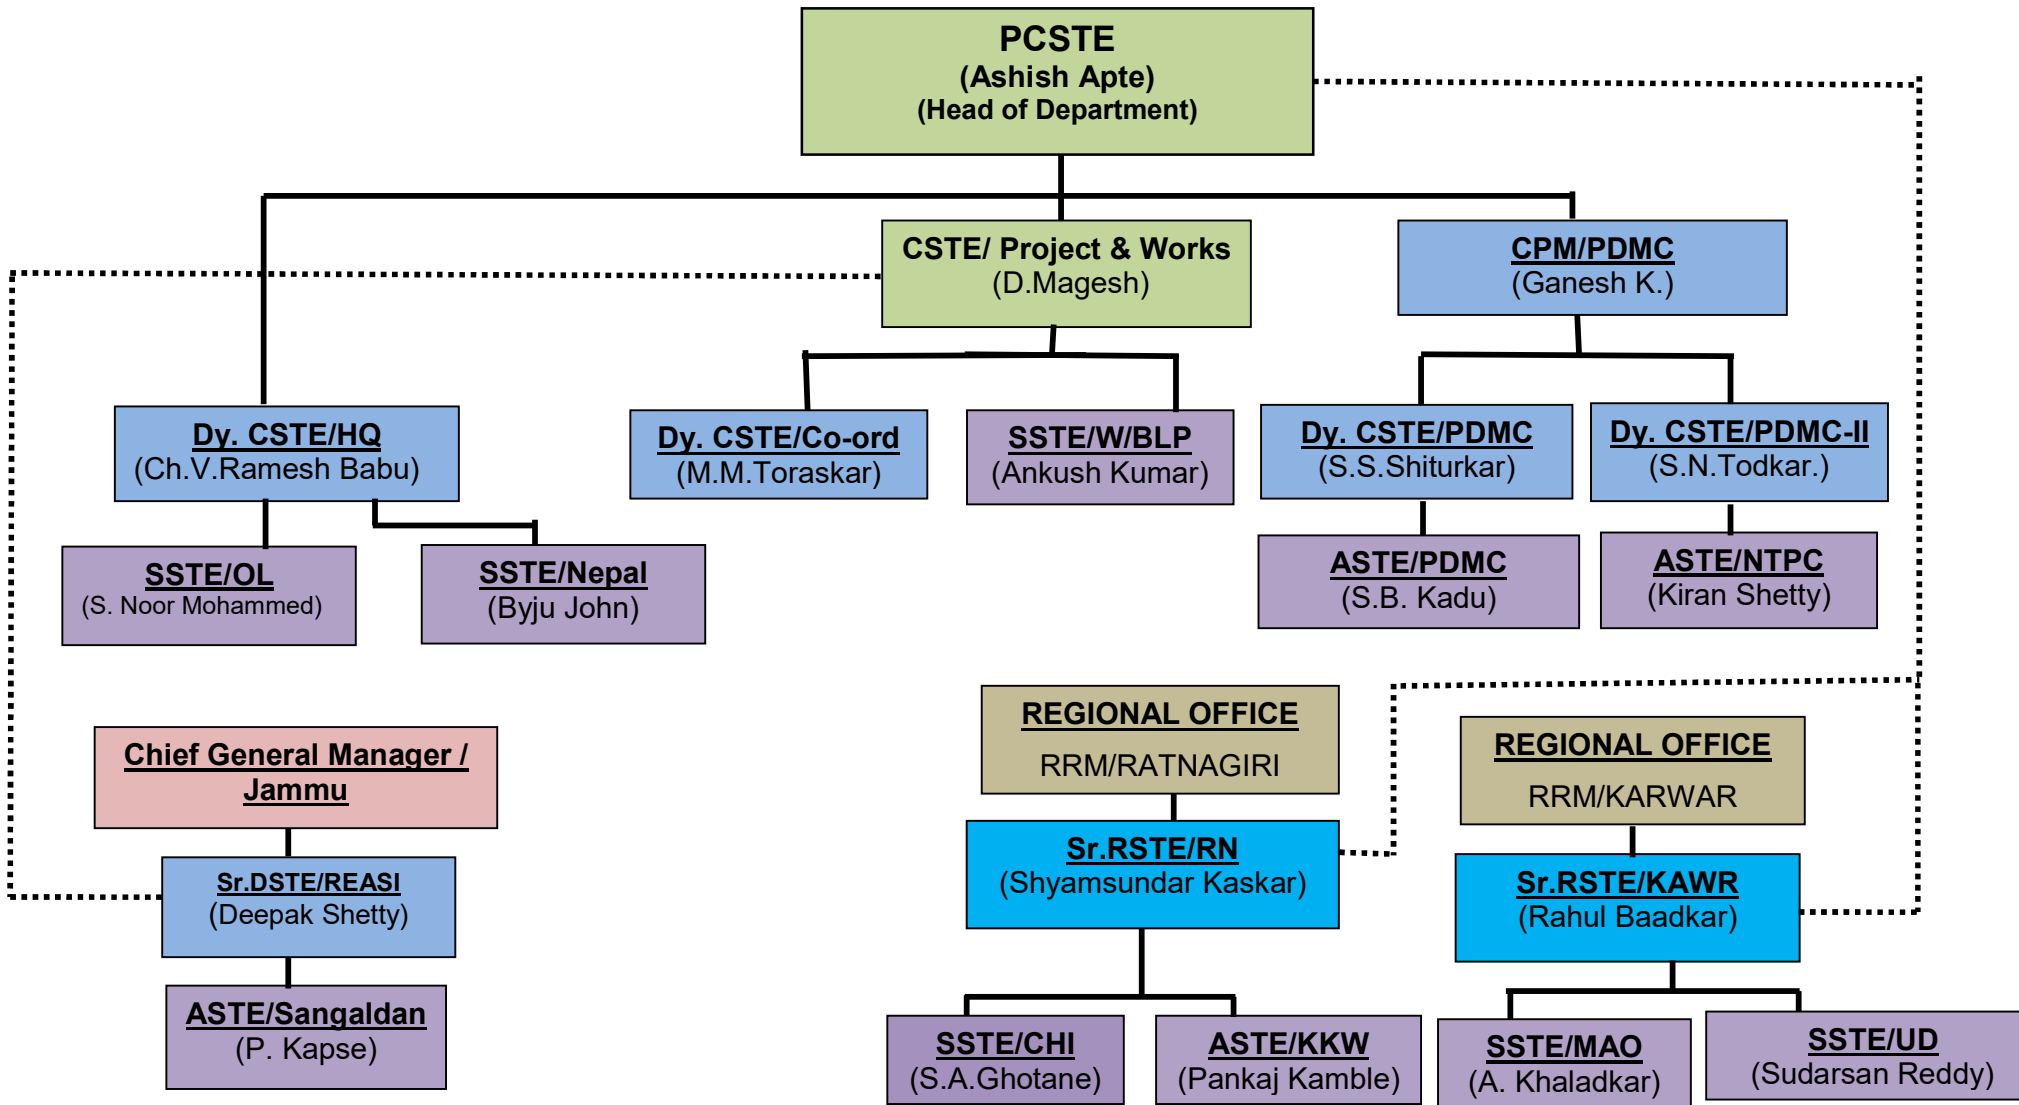 PCSTE
(Ashish Apte)
(Head of Department)
CSTE/ Project & Works
(D.Magesh)
CPM/PDMC
(Ganesh K.)
Dy. CSTE/HQ
(Ch.V.Ramesh Babu)
Dy. CSTE/Co-ord
(M.M.Toraskar)
SSTE/W/BLP
(Ankush Kumar)
Dy. CSTE/PDMC
(S.S.Shiturkar)
Dy. CSTE/PDMC-II
(S.N.Todkar.)
SSTE/OL
(S. Noor Mohammed)
SSTE/Nepal
(Byju John)
ASTE/PDMC
(S.B. Kadu)
ASTE/NTPC
(Kiran Shetty)
Chief General Manager /
Jammu
REGIONAL OFFICE
RRM/RATNAGIRI
REGIONAL OFFICE
RRM/KARWAR
Sr.DSTE/REASI
(Deepak Shetty)
Sr.RSTE/RN
(Shyamsundar Kaskar)
Sr.RSTE/KAWR
(Rahul Baadkar)
ASTE/Sangaldan
(P. Kapse)
SSTE/CHI
(S.A.Ghotane)
ASTE/KKW
(Pankaj Kamble)
SSTE/MAO
(A. Khaladkar)
SSTE/UD
(Sudarsan Reddy)